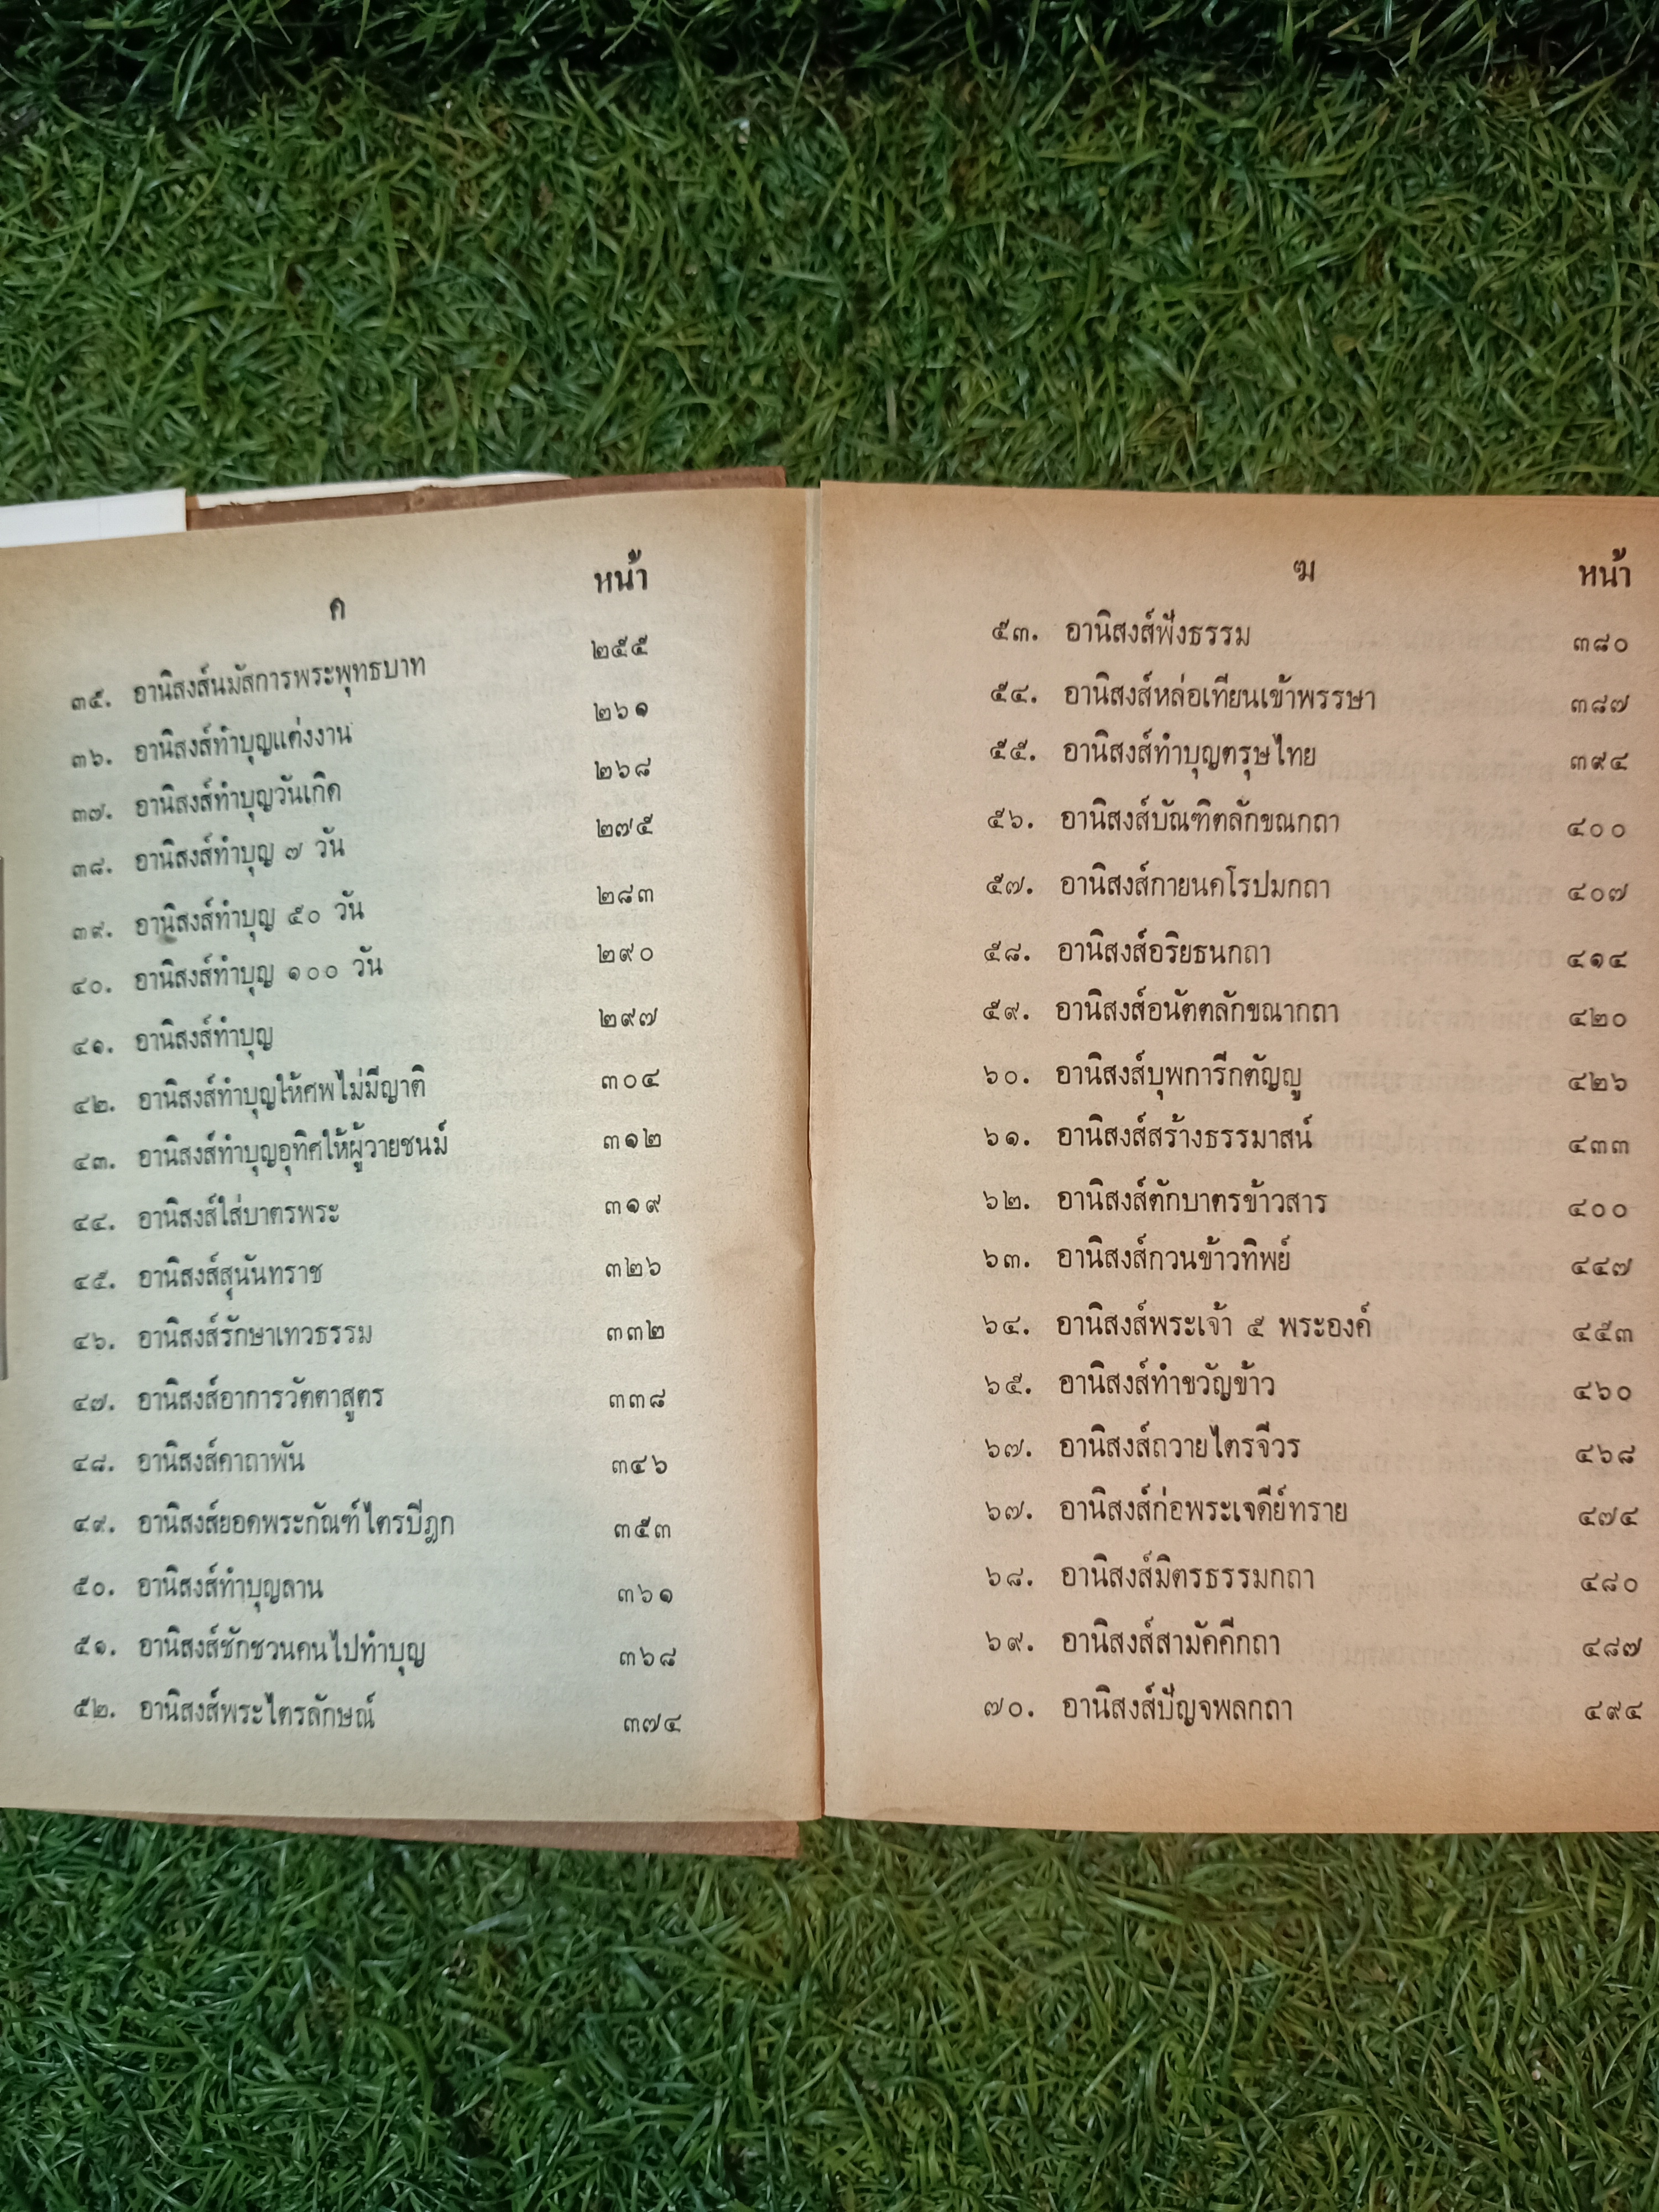 ค
หน้า
๓๕. อานิสงส์นมัสการพระพุทธบาท ๒๕๕
๓๖. อานิสงส์ทำบุญแต่งงาน ๒๖๑
๓๗. อานิสงส์ทำบุญวันเกิด ๒๖๘
๓๘. อานิสงส์ทำบุญ ๗ วัน ๒๗๕
๓๙. อานิสงส์ทำบุญ ๕๐ วัน ๒๘๓
๔๐. อานิสงส์ทำบุญ ๑๐๐ วัน ๒๙๐
๔๑. อานิสงส์ทำบุญ ๒๙๗
๔๒. อานิสงส์ทำบุญให้ศพไม่มีญาติ ๓๐๔
๔๓. อานิสงส์ทำบุญอุทิศให้ผู้วายชนม์ ๓๑๒
๔๔. อานิสงส์ใส่บาตรพระ ๓๑๙
๔๕. อานิสงส์สุนันทราช ๓๒๖
๔๖. อานิสงส์รักษาเทวธรรม ๓๓๒
๔๗. อานิสงส์อาการวัตตาสูตร ๓๓๘
๔๘. อานิสงส์คาถาพัน ๓๔๖
๔๙. อานิสงส์ยอดพระกัณฑ์ไตรปีฎก ๓๕๓
๕๐. อานิสงส์ทำบุญลาน ๓๖๑
๕๑. อานิสงส์ชักชวนคนไปทำบุญ ๓๖๘
๕๒. อานิสงส์พระไตรลักษณ์ ๓๗๔
ฆ
หน้า
๕๓. อานิสงส์ฟังธรรม ๓๘๐
๕๔. อานิสงส์หล่อเทียนเข้าพรรษา ๓๘๗
๕๕. อานิสงส์ทำบุญตรุษไทย ๓๙๔
๕๖. อานิสงส์บัณฑิตลักขณกถา ๔๐๐
๕๗. อานิสงส์กายนคโรปมกถา ๔๐๗
๕๘. อานิสงส์อริยธนกถา ๔๑๔
๕๙. อานิสงส์อนัตตลักขณากถา ๔๒๐
๖๐. อานิสงส์บุพการีกตัญญู ๔๒๖
๖๑. อานิสงส์สร้างธรรมาสน์ ๔๓๓
๖๒. อานิสงส์ตักบาตรข้าวสาร ๔๐๐
๖๓. อานิสงส์กวนข้าวทิพย์ ๔๔๗
๖๔. อานิสงส์พระเจ้า ๕ พระองค์ ๔๕๓
๖๕. อานิสงส์ทำขวัญข้าว ๔๖๐
๖๗. อานิสงส์ถวายไตรจีวร ๔๖๘
๖๗. อานิสงส์ก่อพระเจดีย์ทราย ๔๗๔
๖๘. อานิสงส์มิตรธรรมกถา ๔๘๐
๖๙. อานิสงส์สามัคคีกถา ๔๘๗
๗๐. อานิสงส์ปัญจพลกถา ๔๙๔